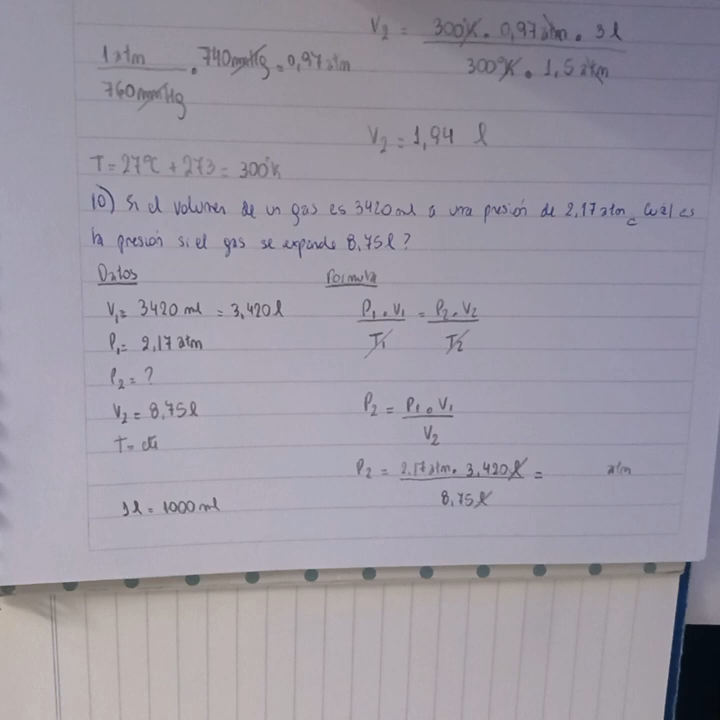 V₂ = 300°K . 0,97 atm . 3 l
300°K . 1,5 atm
1 atm . 740 mmHg = 0,97 atm
760 mmHg
V₂ = 1,94 l
T = 27°C + 273 = 300°K
10) Si el volumen de un gas es 3420 ml a una presión de 2,17 atm ¿Cuál es
la presión si el gas se expande 8,75 l ?
Datos Formula
V₁ = 3420 ml = 3,420 l P₁ . V₁ = P₂ . V₂
P₁ = 2,17 atm T₁ T₂
P₂ = ?
V₂ = 8,75 l P₂ = P₁ . V₁
T = cte V₂
P₂ = 2,17 atm . 3,420 l = atm
1 l = 1000 ml 8,75 l